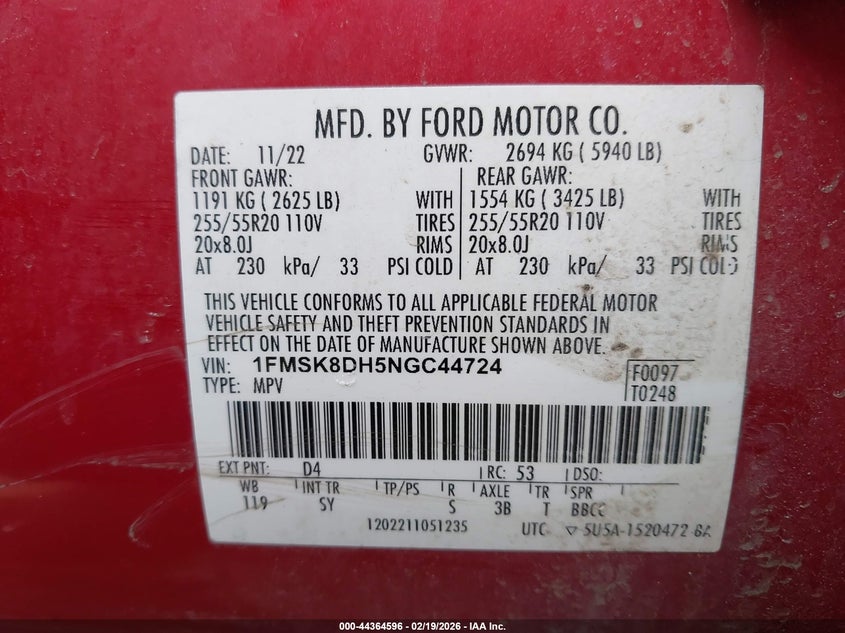 MFD. BY FORD MOTOR CO.
DATE: 11/22 GVWR: 2694 KG ( 5940 LB)
FRONT GAWR: REAR GAWR:
1191 KG ( 2625 LB) WITH 1554 KG ( 3425 LB) WITH
255/55R20 110V TIRES 255/55R20 110V TIRES
20x8.0J RIMS 20x8.0J RIMS
AT 230 kPa/ 33 PSI COLD AT 230 kPa/ 33 PSI COLD
THIS VEHICLE CONFORMS TO ALL APPLICABLE FEDERAL MOTOR
VEHICLE SAFETY AND THEFT PREVENTION STANDARDS IN
EFFECT ON THE DATE OF MANUFACTURE SHOWN ABOVE.
VIN: 1FMSK8DH5NGC44724
TYPE: MPV
F0097
T0248
EXT PNT: D4 RC: 53 DSO:
WB INT TR TP/PS R AXLE TR SPR
119 SY S 3B T BBCC
1202211051235 UTC ▽ 5U5A-1520472-BA
000-44364596 - 02/19/2026 - IAA Inc.